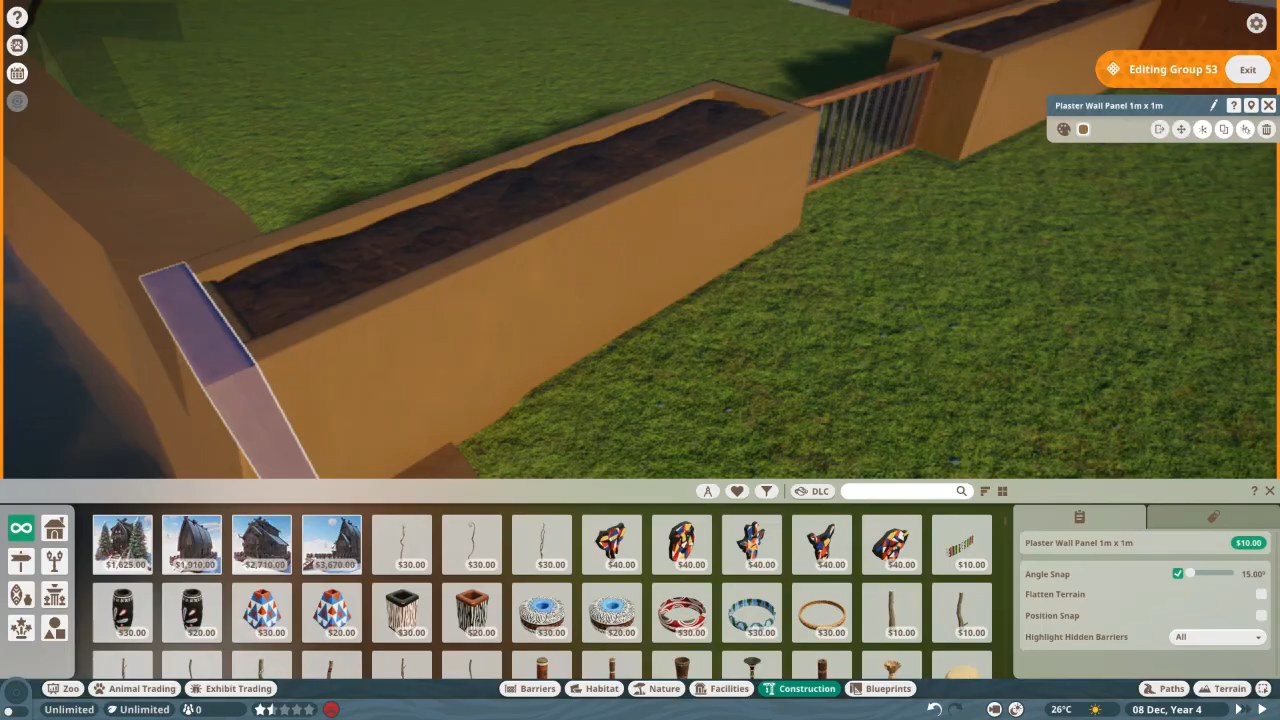 Editing Group 53
Exit
Plaster Wall Panel 1m x 1m
DLC
$1,625.00 $1,910.00 $2,710.00 $3,670.00 $30.00 $30.00 $30.00 $40.00 $40.00 $40.00 $40.00 $40.00 $10.00
$30.00 $20.00 $30.00 $20.00 $30.00 $20.00 $30.00 $20.00 $30.00 $30.00 $30.00 $10.00 $10.00
Plaster Wall Panel 1m x 1m $10.00
Angle Snap 15.00°
Flatten Terrain
Position Snap
Highlight Hidden Barriers All
Zoo Animal Trading Exhibit Trading Barriers Habitat Nature Facilities Construction Blueprints Paths Terrain
Unlimited Unlimited 0 26°C 08 Dec, Year 4